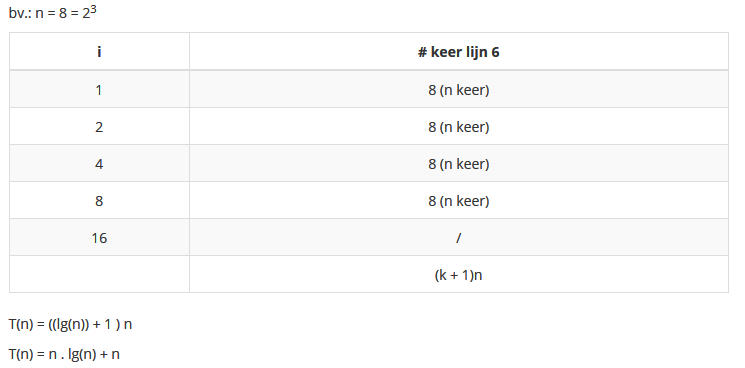 bv.: n = 8 = 2³
i # keer lijn 6
1 8 (n keer)
2 8 (n keer)
4 8 (n keer)
8 8 (n keer)
16 /
(k + 1)n
T(n) = ((lg(n)) + 1 ) n
T(n) = n . lg(n) + n